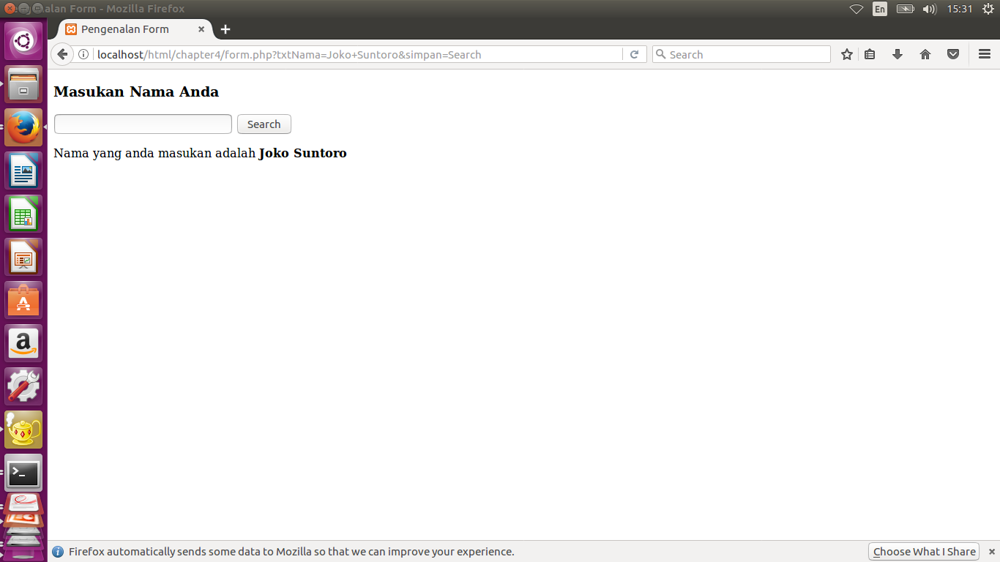 alan Form - Mozilla Firefox
En
15:31
Pengenalan Form
localhost/html/chapter4/form.php?txtNama=Joko+Suntoro&simpan=Search
Search
Masukan Nama Anda
Search
Nama yang anda masukan adalah Joko Suntoro
Firefox automatically sends some data to Mozilla so that we can improve your experience.
Choose What I Share